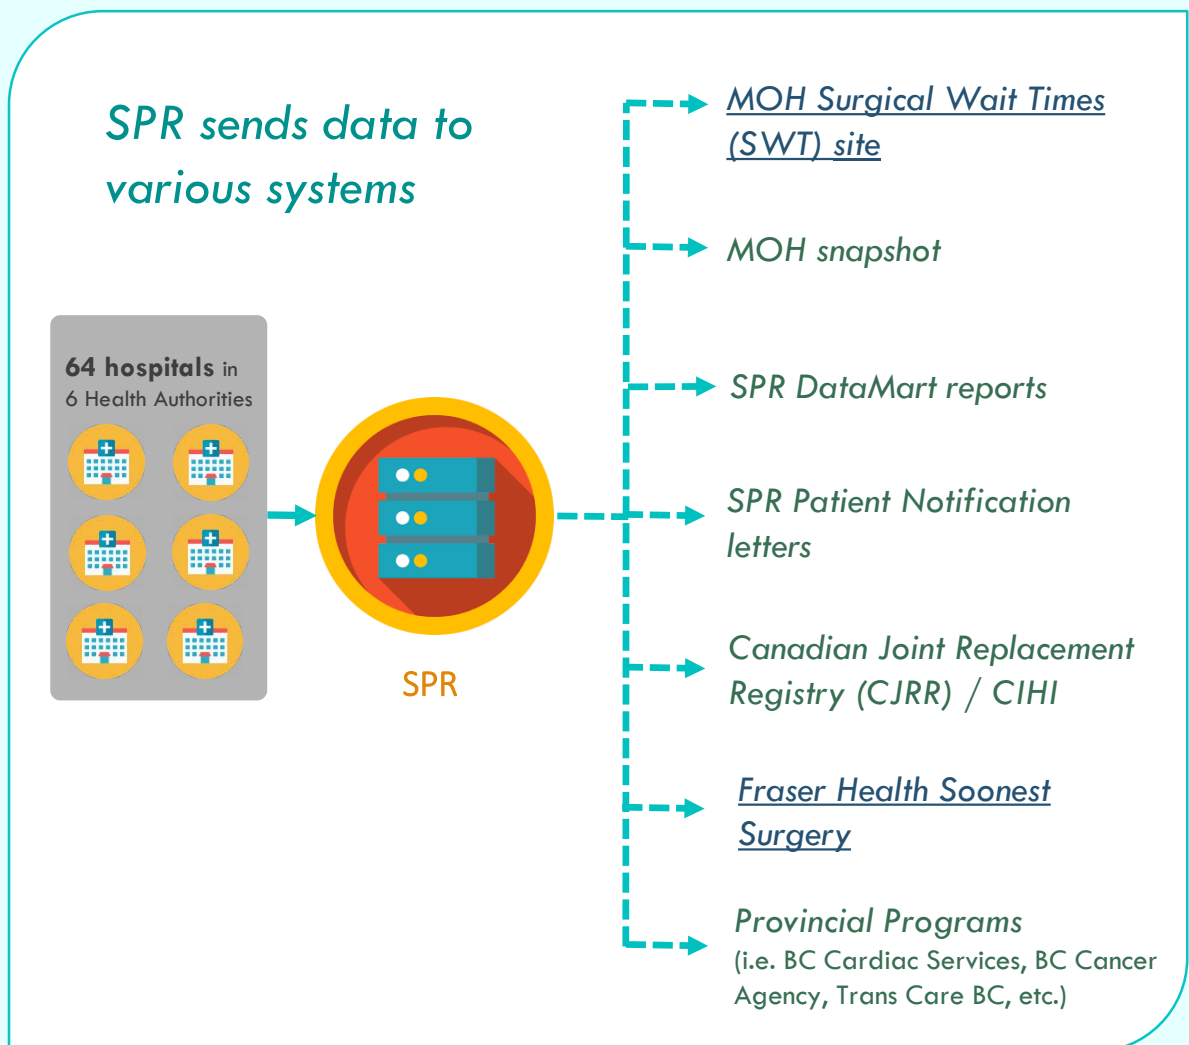 SPR sends data to
various systems
64 hospitals in
6 Health Authorities
SPR
MOH Surgical Wait Times
(SWT) site
MOH snapshot
SPR DataMart reports
SPR Patient Notification
letters
Canadian Joint Replacement
Registry (CJRR) / CIHI
Fraser Health Soonest
Surgery
Provincial Programs
(i.e. BC Cardiac Services, BC Cancer
Agency, Trans Care BC, etc.)